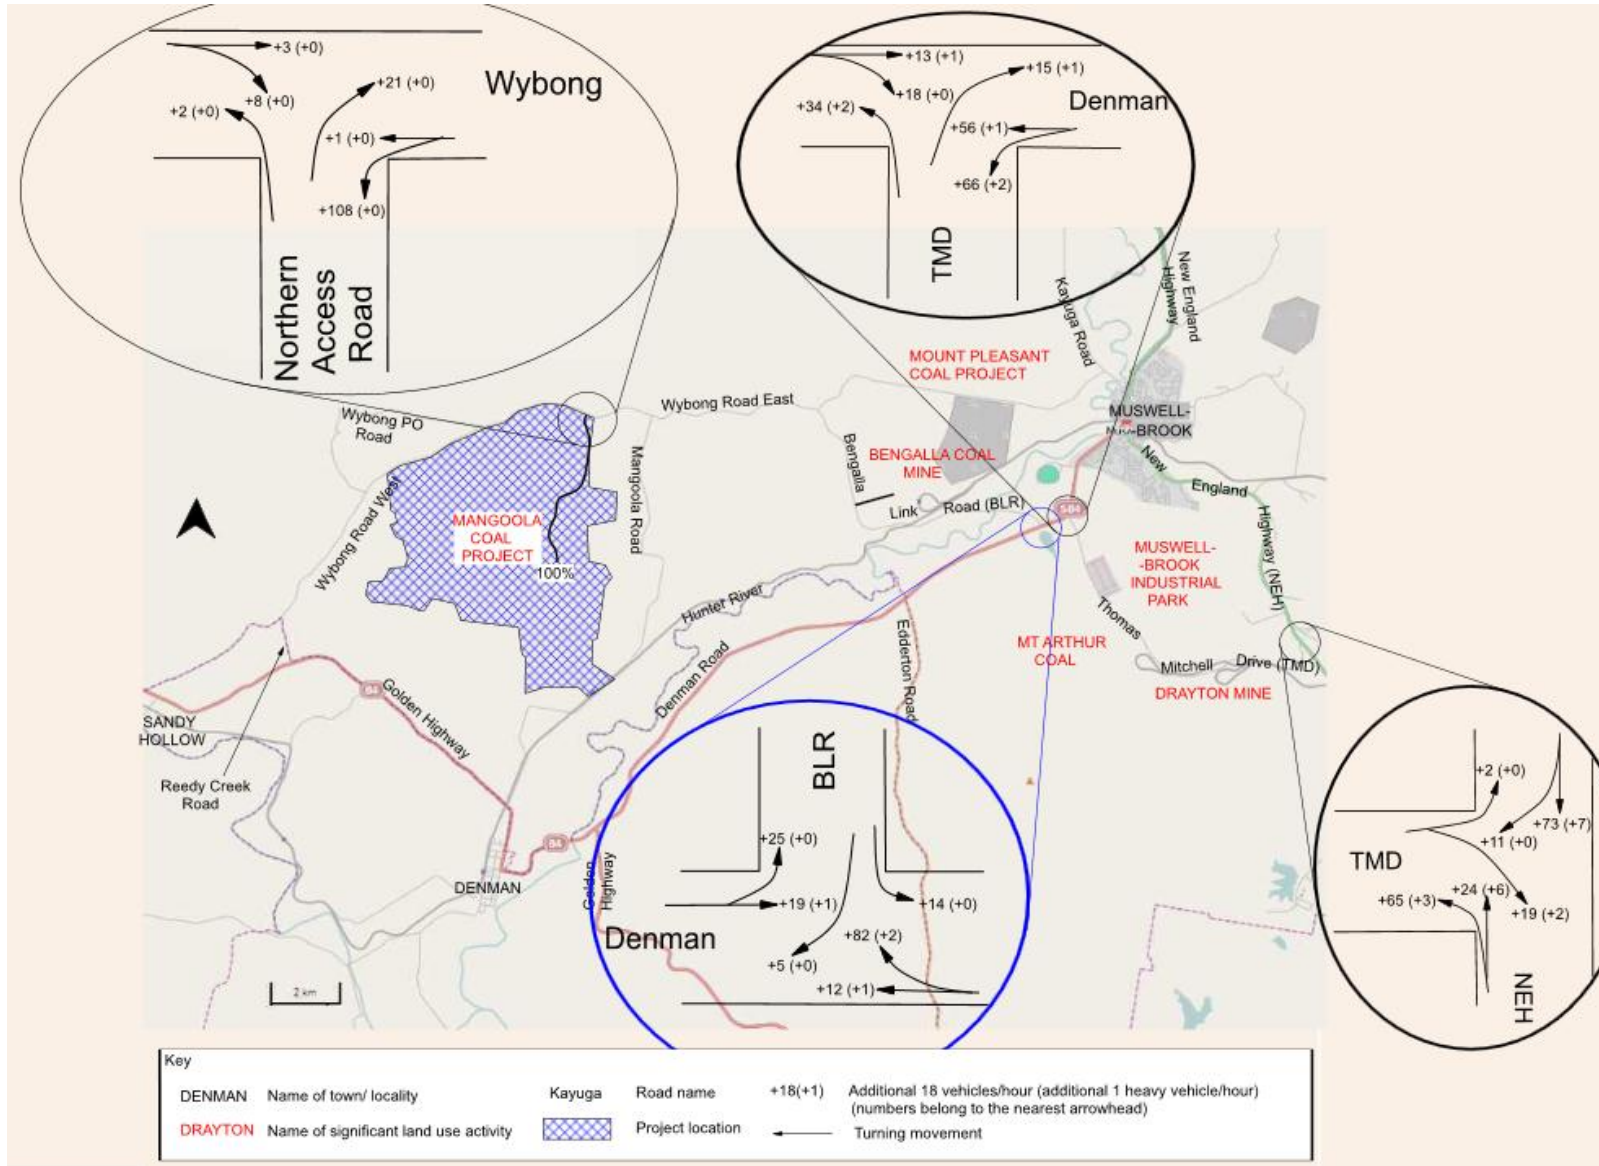 +3 (+0)
+8 (+0)
+2 (+0)
+21 (+0)
+1 (+0)
+108 (+0)
Wybong
Northern
Access
Road
+13 (+1)
+18 (+0)
+34 (+2)
+15 (+1)
+56 (+1)
+66 (+2)
Denman
TMD
New England
Highway
Kayuga Road
MOUNT PLEASANT
COAL PROJECT
Wybong PO
Road
Wybong Road East
MUSWELL-
-BROOK
BENGALLA COAL
MINE
Bengalla
Link
Road (BLR)
New
England
Highway (NEH)
Mangoola Road
Wybong Road West
MANGOOLA
COAL
PROJECT
100%
MUSWELL-
-BROOK
INDUSTRIAL
PARK
Hunter River
Thomas
Mitchell
Drive (TMD)
MT ARTHUR
COAL
DRAYTON MINE
Edderton Road
Denman Road
Golden Highway
84
SANDY
HOLLOW
Reedy Creek
Road
84
DENMAN
Golden
Highway
2 km
BLR
+25 (+0)
+19 (+1)
+14 (+0)
+82 (+2)
+5 (+0)
+12 (+1)
Denman
+2 (+0)
+73 (+7)
+11 (+0)
TMD
+24 (+6)
+65 (+3)
+19 (+2)
NEH
Key
DENMAN Name of town/ locality
Kayuga Road name
+18(+1) Additional 18 vehicles/hour (additional 1 heavy vehicle/hour)
(numbers belong to the nearest arrowhead)
DRAYTON Name of significant land use activity
Project location
Turning movement